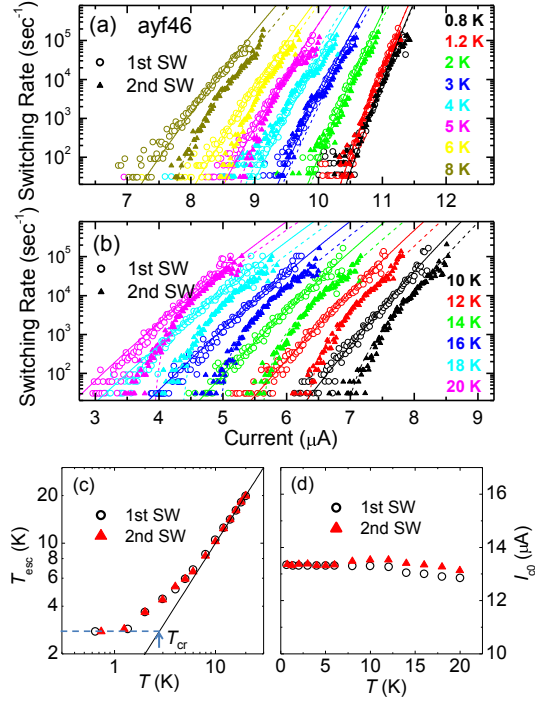 (a) ayf46
Switching Rate (sec⁻¹)
10⁵
10⁴
10³
10²
1st SW
2nd SW
0.8 K
1.2 K
2 K
3 K
4 K
5 K
6 K
8 K
7 8 9 10 11 12
(b)
Switching Rate (sec⁻¹)
10⁵
10⁴
10³
10²
1st SW
2nd SW
10 K
12 K
14 K
16 K
18 K
20 K
3 4 5 6 7 8 9
Current (μA)
(c)
T_esc (K)
20
10
6
4
2
1st SW
2nd SW
T_cr
1 10
T (K)
(d)
1st SW
2nd SW
16
14
12
10
I_c0 (μA)
0 5 10 15 20
T (K)